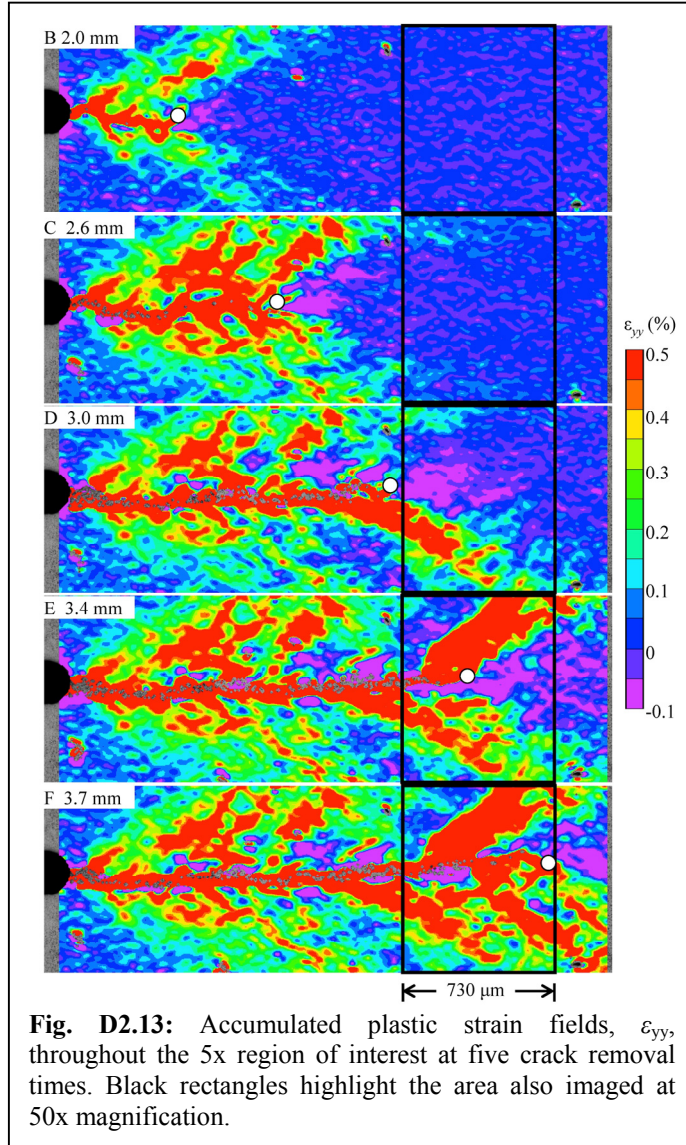 B 2.0 mm
C 2.6 mm
D 3.0 mm
E 3.4 mm
F 3.7 mm
εyy (%)
0.5
0.4
0.3
0.2
0.1
0
-0.1
730 μm
Fig. D2.13: Accumulated plastic strain fields, εyy,
throughout the 5x region of interest at five crack removal
times. Black rectangles highlight the area also imaged at
50x magnification.